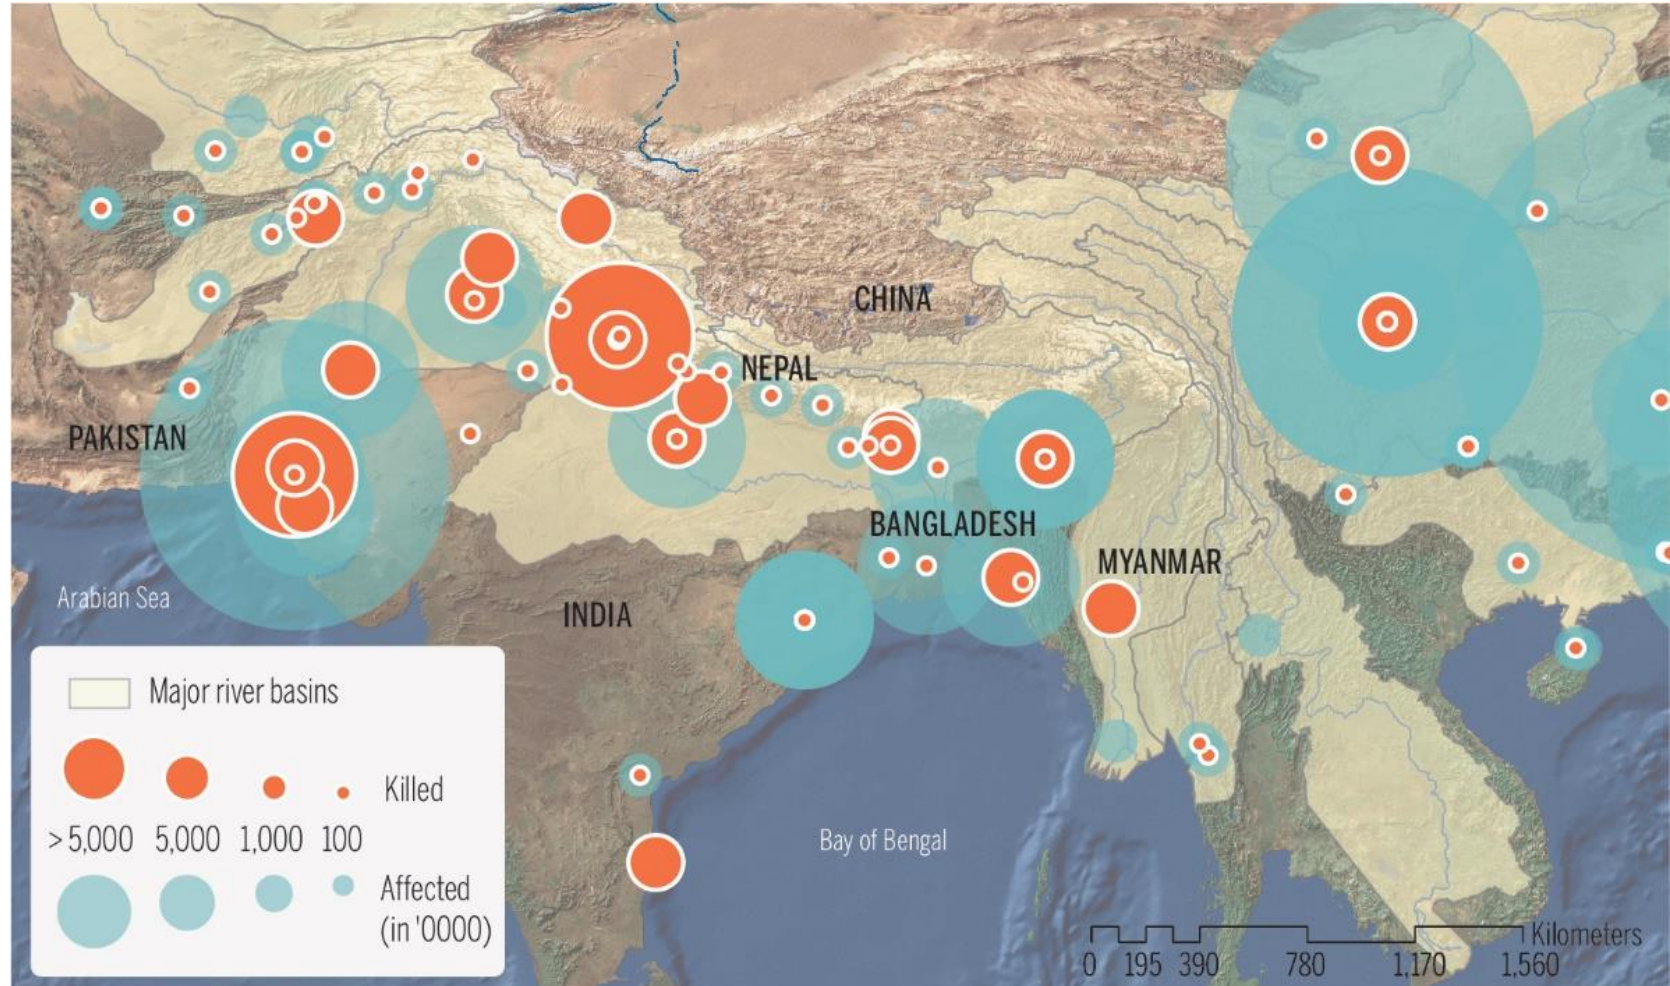 CHINA
NEPAL
PAKISTAN
BANGLADESH
MYANMAR
Arabian Sea
INDIA
Major river basins
Killed
>5,000 5,000 1,000 100
Affected
(in '0000)
Bay of Bengal
Kilometers
0 195 390 780 1,170 1,560